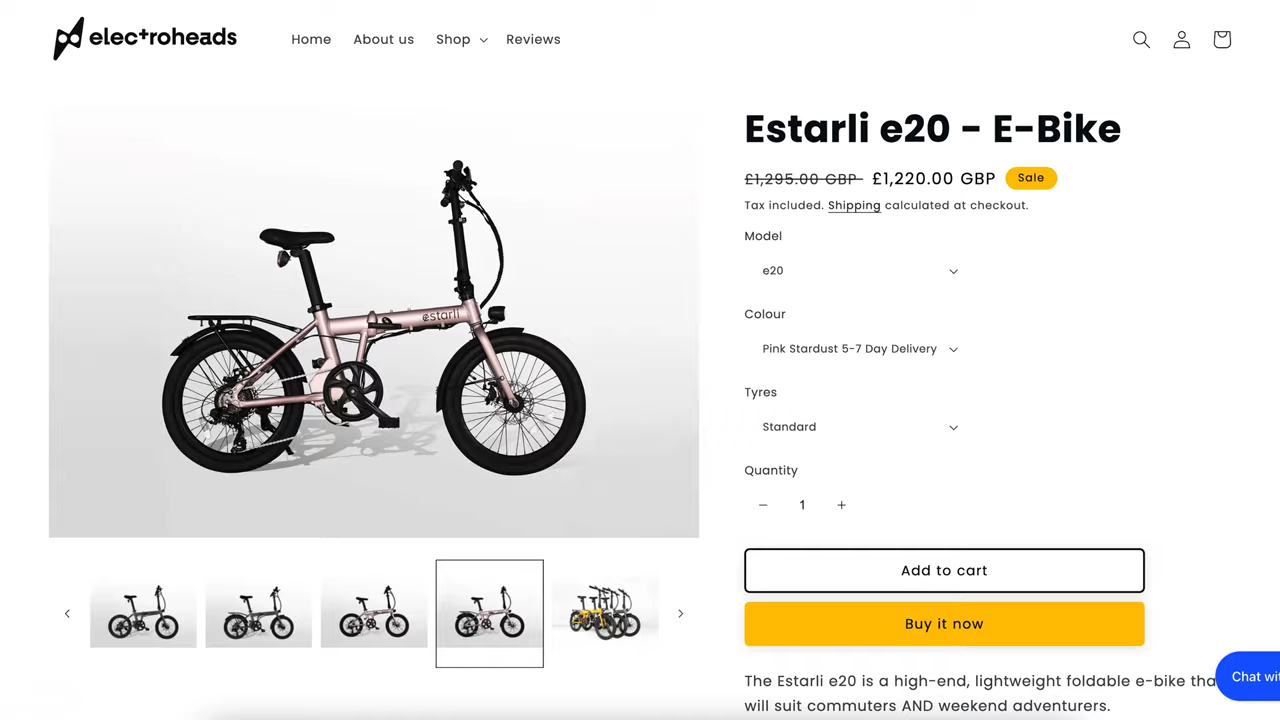 electroheads
Home About us Shop Reviews
Estarli e20 - E-Bike
£1,295.00 GBP £1,220.00 GBP Sale
Tax included. Shipping calculated at checkout.
Model
e20
Colour
Pink Stardust 5-7 Day Delivery
Tyres
Standard
Quantity
− 1 +
Add to cart
Buy it now
The Estarli e20 is a high-end, lightweight foldable e-bike tha
will suit commuters AND weekend adventurers.
Chat wit
estarli